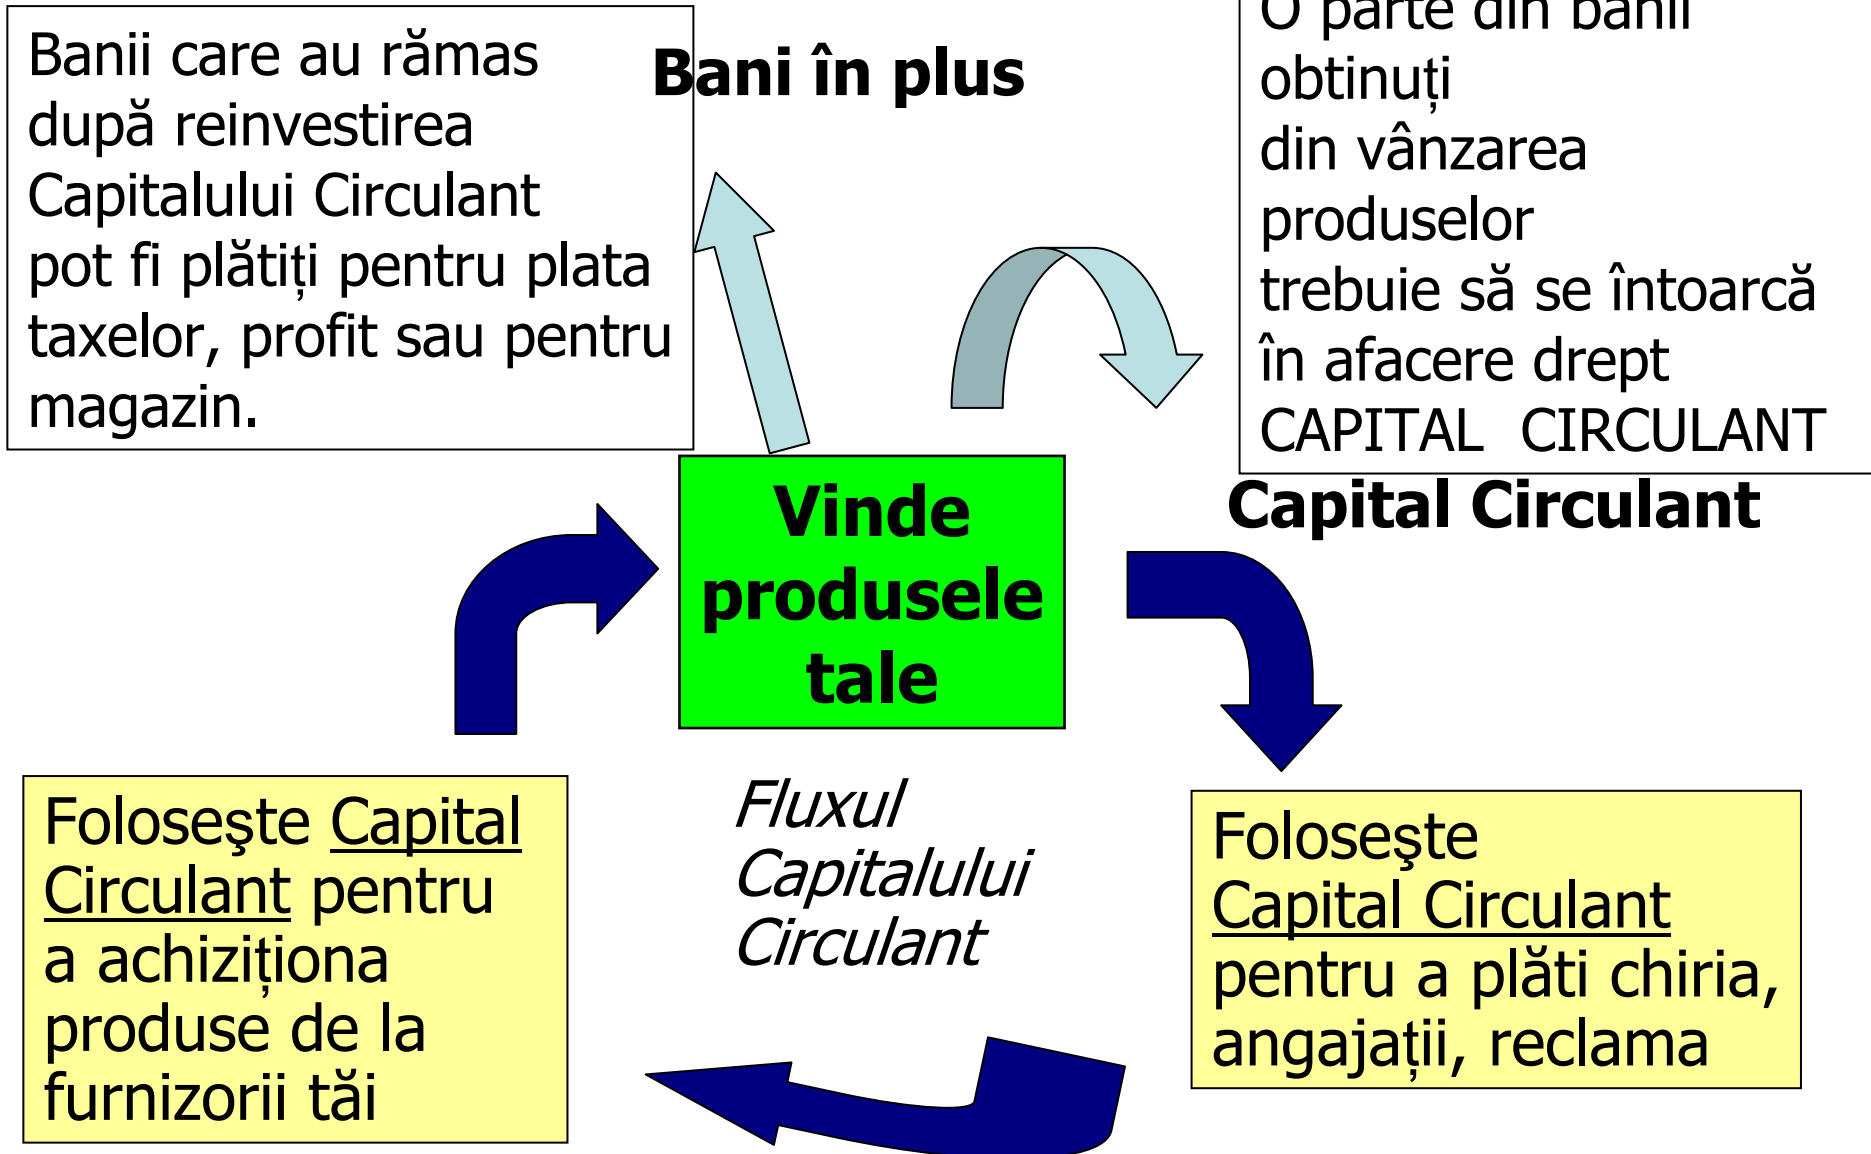 Banii care au rămas
după reinvestirea
Capitalului Circulant
pot fi plătiți pentru plata
taxelor, profit sau pentru
magazin.
Bani în plus
O parte din banii
obtinuți
din vânzarea
produselor
trebuie să se întoarcă
în afacere drept
CAPITAL CIRCULANT
Capital Circulant
Vinde
produsele
tale
Foloseşte Capital
Circulant pentru
a achiziționa
produse de la
furnizorii tăi
Fluxul
Capitalului
Circulant
Foloseşte
Capital Circulant
pentru a plăti chiria,
angajații, reclama